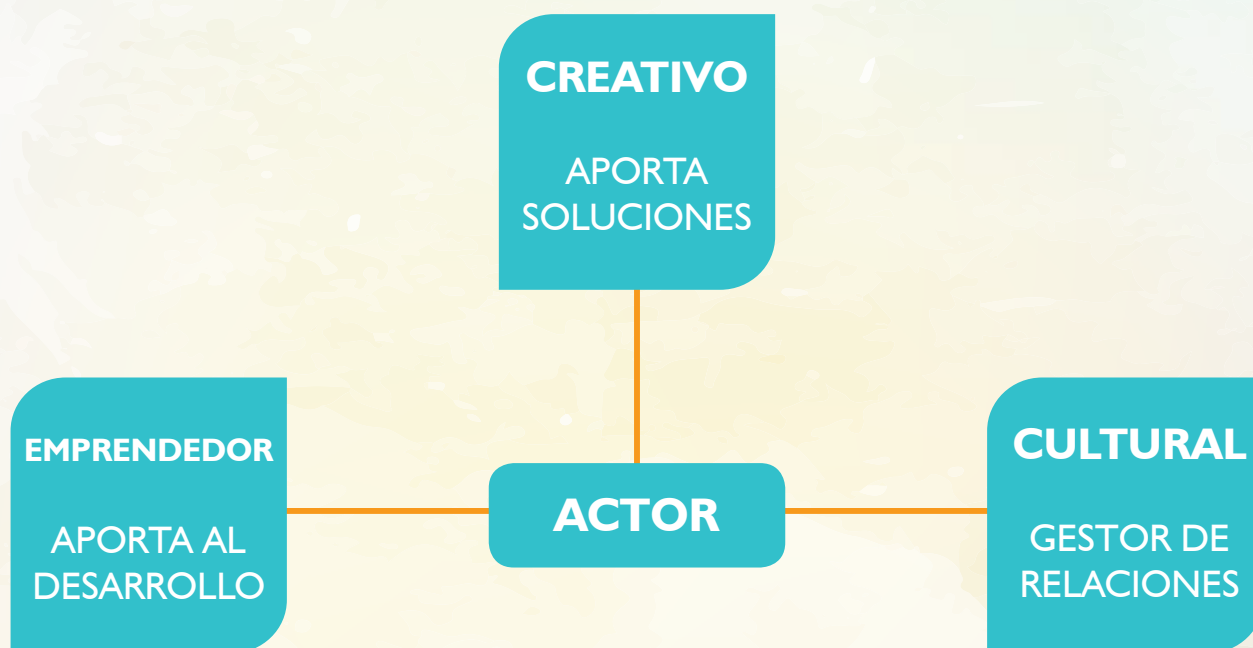 CREATIVO
APORTA
SOLUCIONES
EMPRENDEDOR
APORTA AL
DESARROLLO
ACTOR
CULTURAL
GESTOR DE
RELACIONES